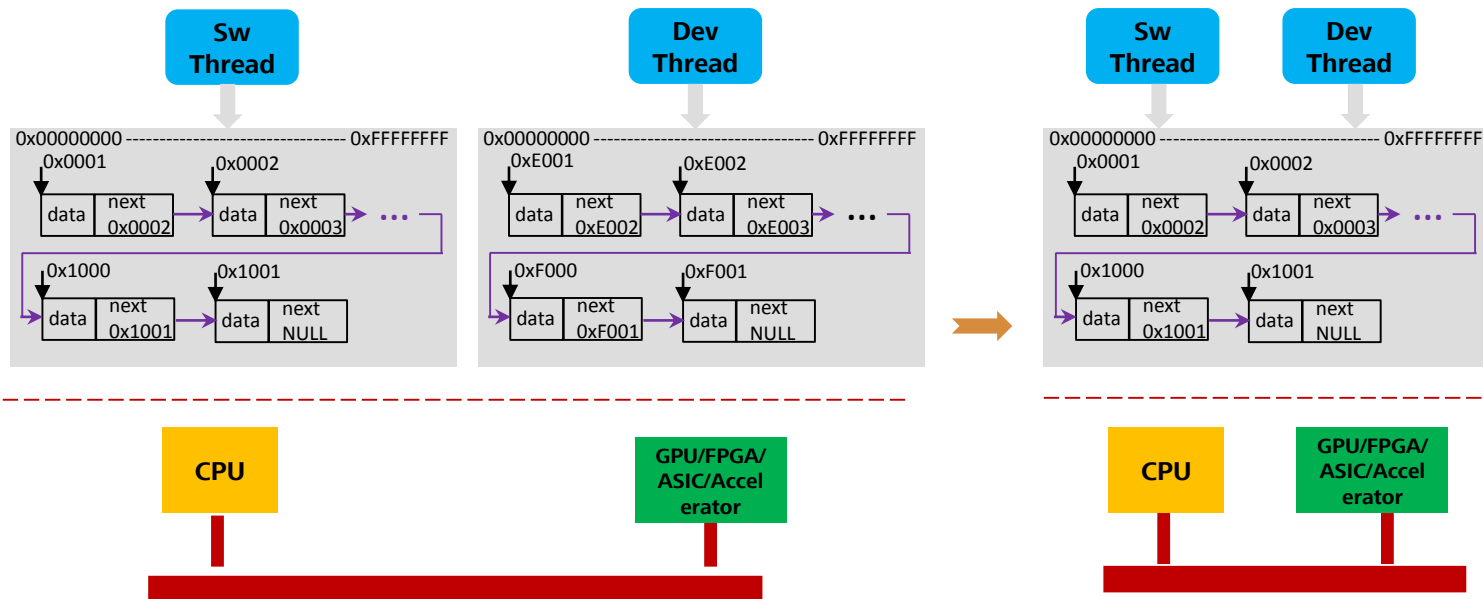 Sw
Thread
Dev
Thread
Sw
Thread
Dev
Thread
0x00000000 -------------------------------- 0xFFFFFFFF
0x0001
0x0002
data
next
0x0002
data
next
0x0003
...
0x1000
0x1001
data
next
0x1001
data
next
NULL
0x00000000 -------------------------------- 0xFFFFFFFF
0xE001
0xE002
data
next
0xE002
data
next
0xE003
...
0xF000
0xF001
data
next
0xF001
data
next
NULL
0x00000000 -------------------------------- 0xFFFFFFFF
0x0001
0x0002
data
next
0x0002
data
next
0x0003
...
0x1000
0x1001
data
next
0x1001
data
next
NULL
CPU
GPU/FPGA/
ASIC/Accel
erator
CPU
GPU/FPGA/
ASIC/Accel
erator